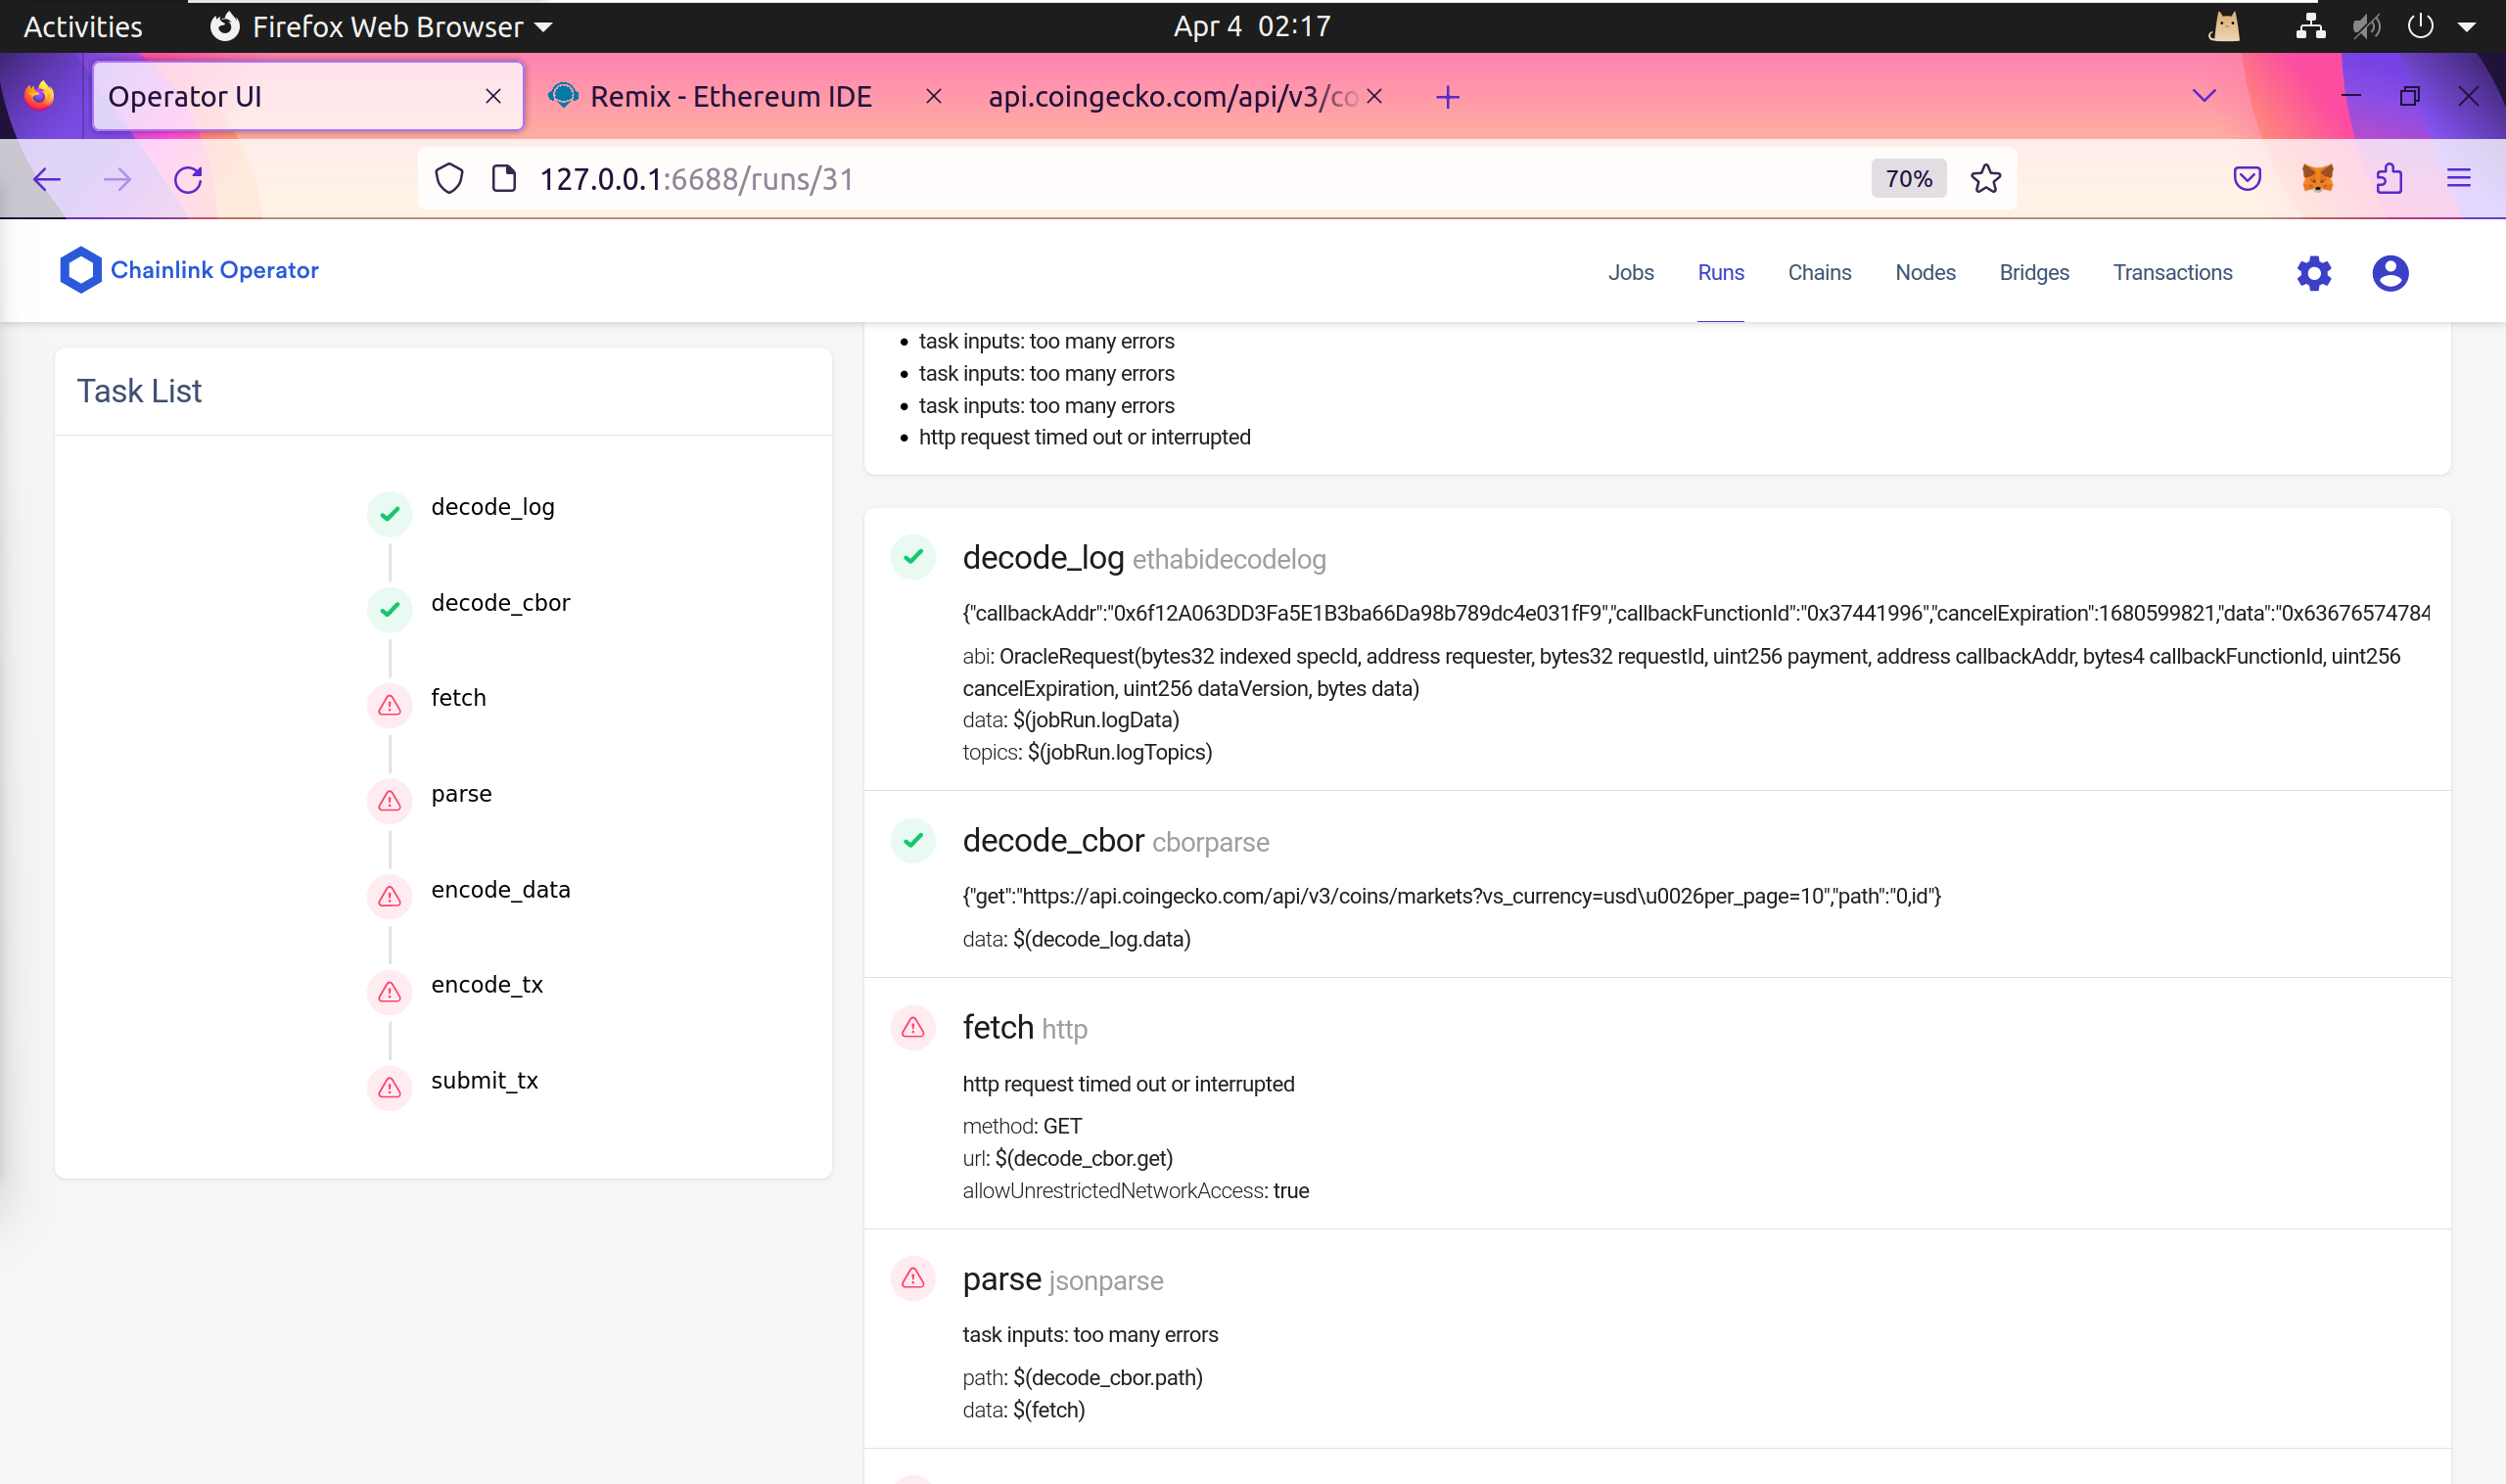 Activities
Firefox Web Browser
Apr 4 02:17
Operator UI
Remix - Ethereum IDE
api.coingecko.com/api/v3/co
127.0.0.1:6688/runs/31
70%
Chainlink Operator
Jobs
Runs
Chains
Nodes
Bridges
Transactions
Task List
decode_log
decode_cbor
fetch
parse
encode_data
encode_tx
submit_tx
task inputs: too many errors
task inputs: too many errors
task inputs: too many errors
http request timed out or interrupted
decode_log ethabidecodelog
{"callbackAddr":"0x6f12A063DD3Fa5E1B3ba66Da98b789dc4e031fF9","callbackFunctionId":"0x37441996","cancelExpiration":1680599821,"data":"0x63676574784
abi: OracleRequest(bytes32 indexed specId, address requester, bytes32 requestId, uint256 payment, address callbackAddr, bytes4 callbackFunctionId, uint256
cancelExpiration, uint256 dataVersion, bytes data)
data: $(jobRun.logData)
topics: $(jobRun.logTopics)
decode_cbor cborparse
{"get":"https://api.coingecko.com/api/v3/coins/markets?vs_currency=usd\u0026per_page=10","path":"0,id"}
data: $(decode_log.data)
fetch http
http request timed out or interrupted
method: GET
url: $(decode_cbor.get)
allowUnrestrictedNetworkAccess: true
parse jsonparse
task inputs: too many errors
path: $(decode_cbor.path)
data: $(fetch)